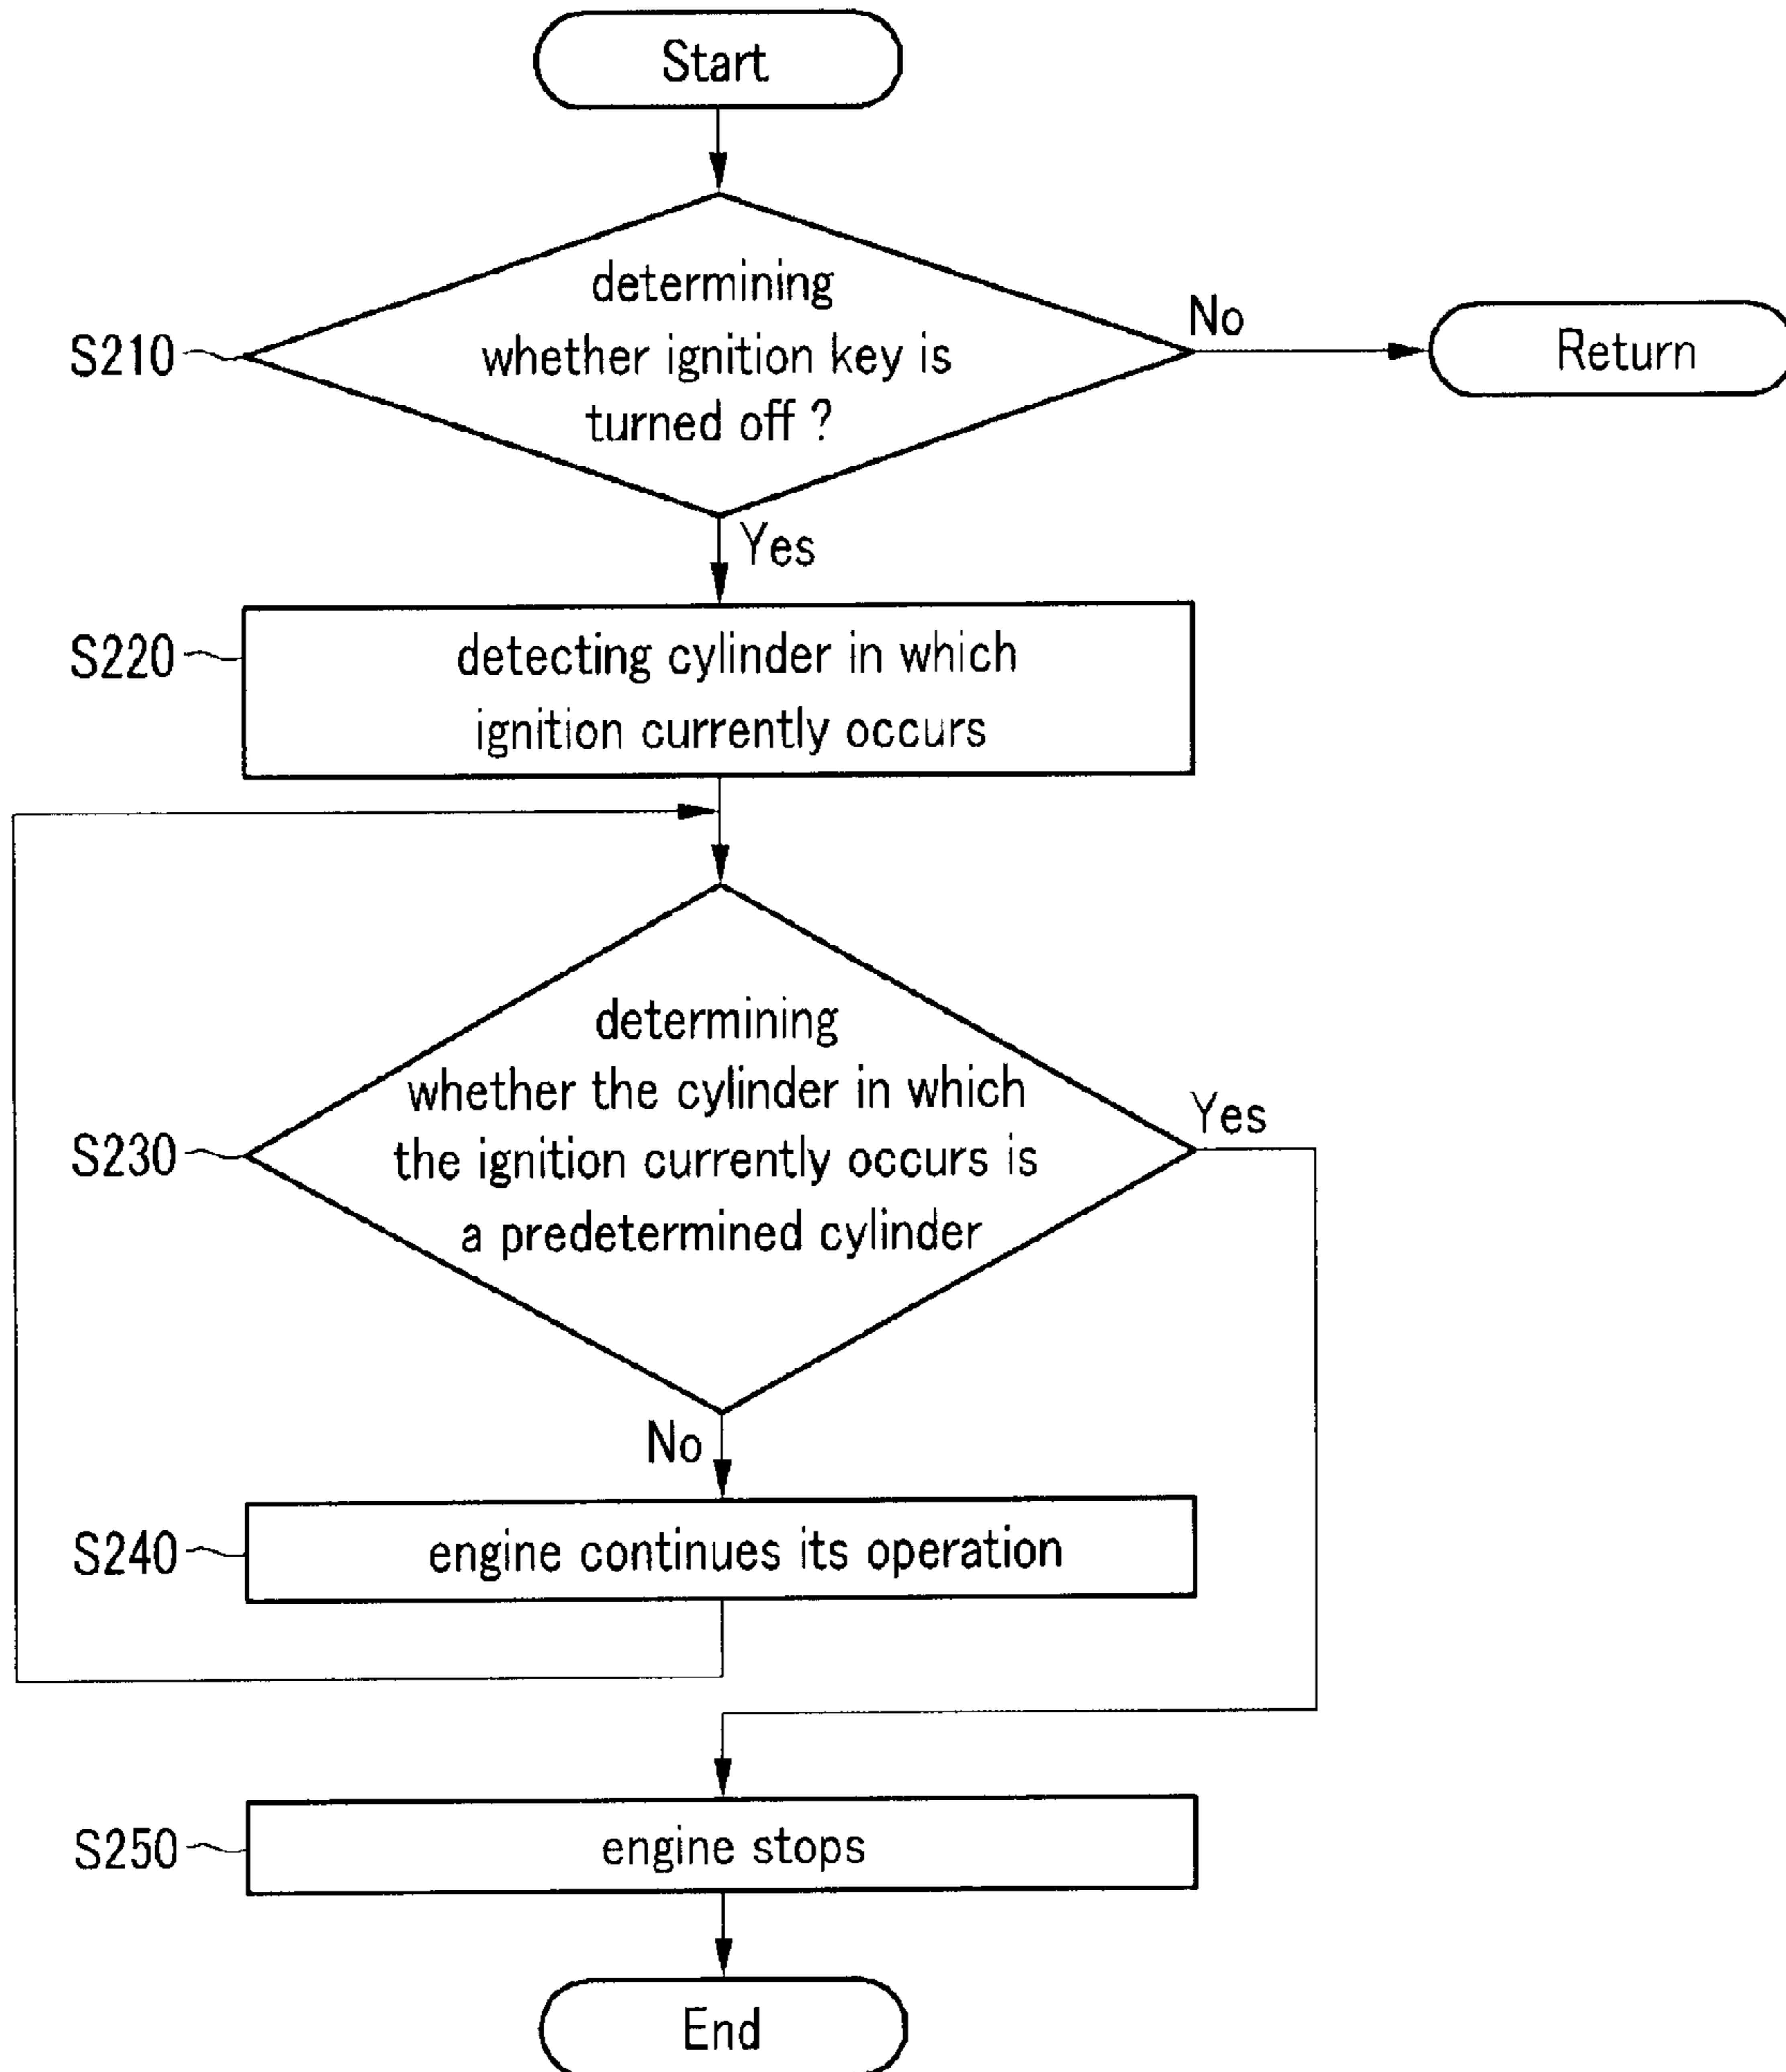 Start
determining
whether ignition key is
turned off ?
S210
No
Return
Yes
S220
detecting cylinder in which
ignition currently occurs
determining
whether the cylinder in which
the ignition currently occurs is
a predetermined cylinder
S230
Yes
No
S240
engine continues its operation
S250
engine stops
End